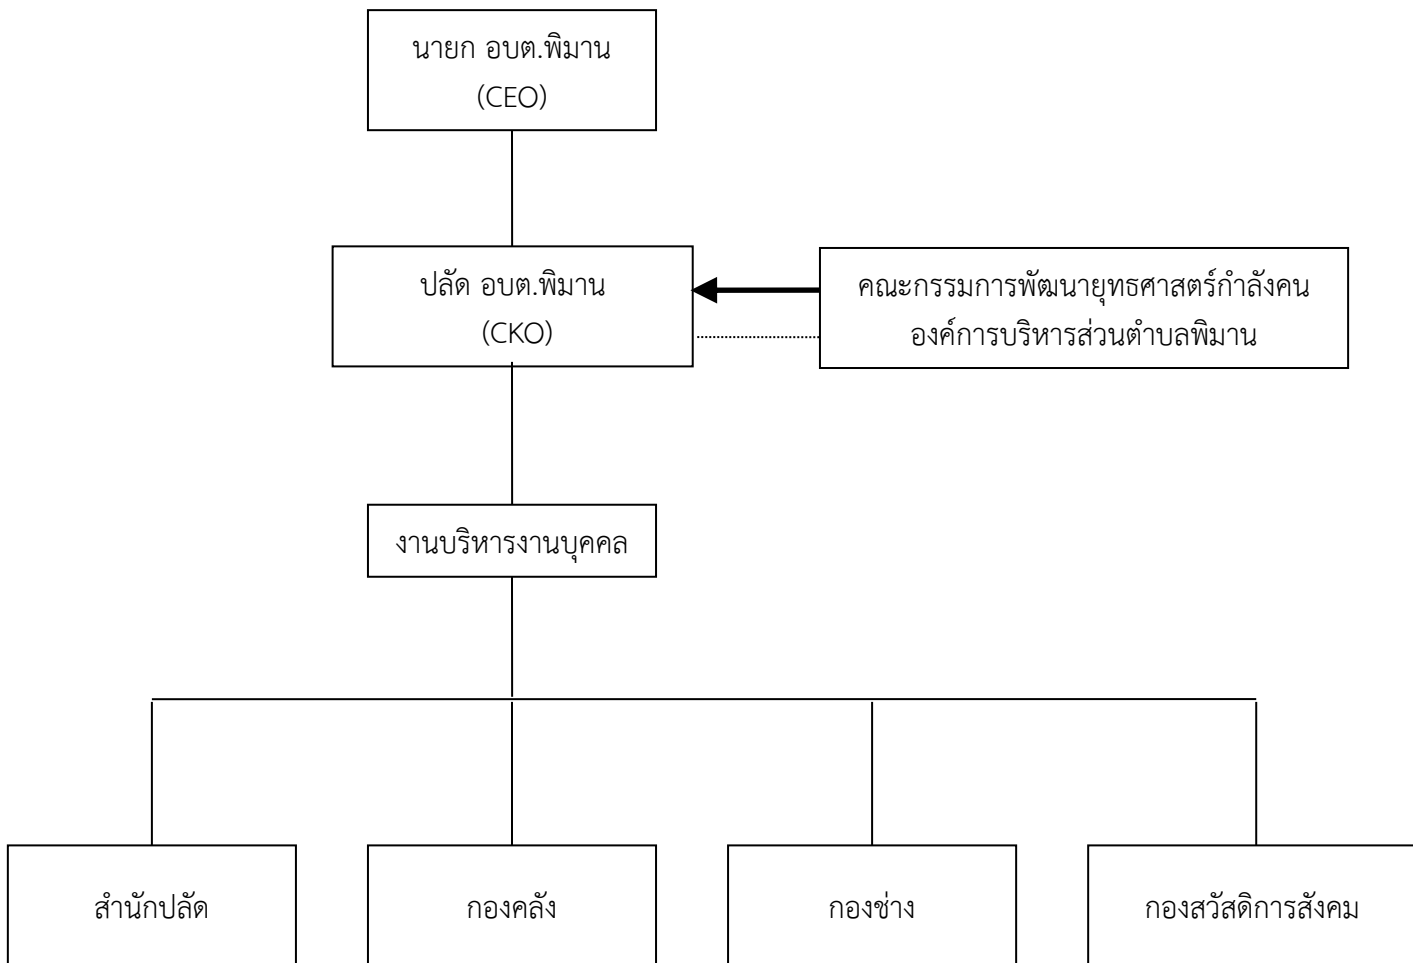 นายก อบต.พิมาน
(CEO)
ปลัด อบต.พิมาน
(CKO)
คณะกรรมการพัฒนายุทธศาสตร์กำลังคน
องค์การบริหารส่วนตำบลพิมาน
งานบริหารงานบุคคล
สำนักปลัด
กองคลัง
กองช่าง
กองสวัสดิการสังคม